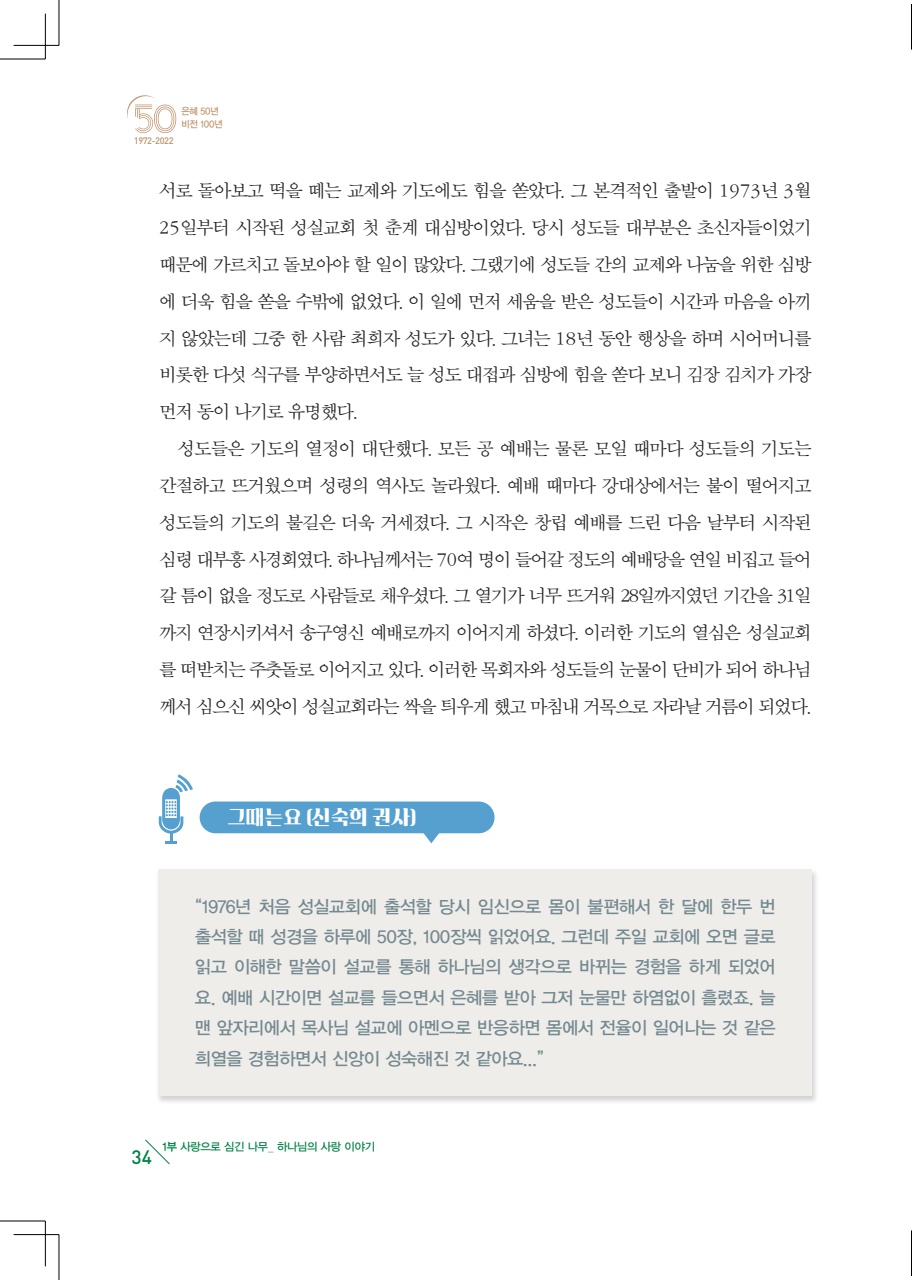 50
은혜 50년
비전 100년
1972-2022
서로 돌아보고 떡을 떼는 교제와 기도에도 힘을 쏟았다. 그 본격적인 출발이 1973년 3월
25일부터 시작된 성실교회 첫 춘계 대심방이었다. 당시 성도들 대부분은 초신자들이었기
때문에 가르치고 돌보아야 할 일이 많았다. 그랬기에 성도들 간의 교제와 나눔을 위한 심방
에 더욱 힘을 쏟을 수밖에 없었다. 이 일에 먼저 세움을 받은 성도들이 시간과 마음을 아끼
지 않았는데 그중 한 사람 최희자 성도가 있다. 그녀는 18년 동안 행상을 하며 시어머니를
비롯한 다섯 식구를 부양하면서도 늘 성도 대접과 심방에 힘을 쏟다 보니 김장 김치가 가장
먼저 동이 나기로 유명했다.
성도들은 기도의 열정이 대단했다. 모든 공 예배는 물론 모일 때마다 성도들의 기도는
간절하고 뜨거웠으며 성령의 역사도 놀라웠다. 예배 때마다 강대상에서는 불이 떨어지고
성도들의 기도의 불길은 더욱 거세졌다. 그 시작은 창립 예배를 드린 다음 날부터 시작된
심령 대부흥 사경회였다. 하나님께서는 70여 명이 들어갈 정도의 예배당을 연일 비집고 들어
갈 틈이 없을 정도로 사람들로 채우셨다. 그 열기가 너무 뜨거워 28일까지였던 기간을 31일
까지 연장시키셔서 송구영신 예배로까지 이어지게 하셨다. 이러한 기도의 열심은 성실교회
를 떠받치는 주춧돌로 이어지고 있다. 이러한 목회자와 성도들의 눈물이 단비가 되어 하나님
께서 심으신 씨앗이 성실교회라는 싹을 틔우게 했고 마침내 거목으로 자라날 거름이 되었다.
그때는요 (신숙희 권사)
“1976년 처음 성실교회에 출석할 당시 임신으로 몸이 불편해서 한 달에 한두 번
출석할 때 성경을 하루에 50장, 100장씩 읽었어요. 그런데 주일 교회에 오면 글로
읽고 이해한 말씀이 설교를 통해 하나님의 생각으로 바뀌는 경험을 하게 되었어
요. 예배 시간이면 설교를 들으면서 은혜를 받아 그저 눈물만 하염없이 흘렸죠. 늘
맨 앞자리에서 목사님 설교에 아멘으로 반응하면 몸에서 전율이 일어나는 것 같은
희열을 경험하면서 신앙이 성숙해진 것 같아요...”
34
1부 사랑으로 심긴 나무_ 하나님의 사랑 이야기